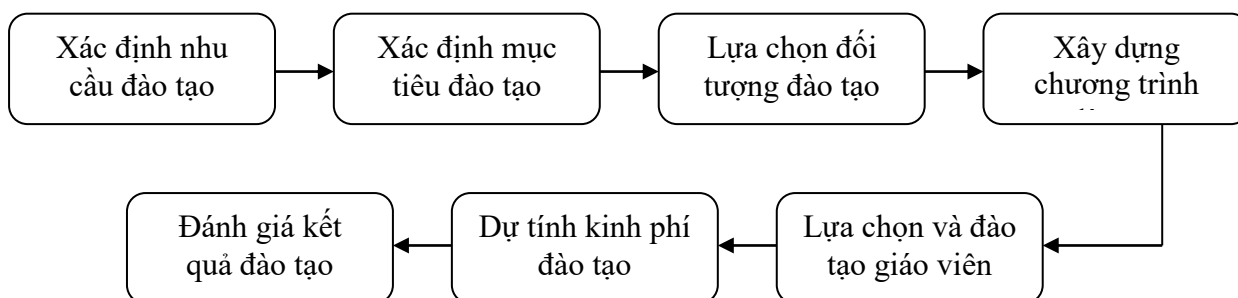 Xác định nhu
cầu đào tạo
Xác định mục
tiêu đào tạo
Lựa chọn đối
tượng đào tạo
Xây dựng
chương trình
Lựa chọn và đào
tạo giáo viên
Dự tính kinh phí
đào tạo
Đánh giá kết
quả đào tạo